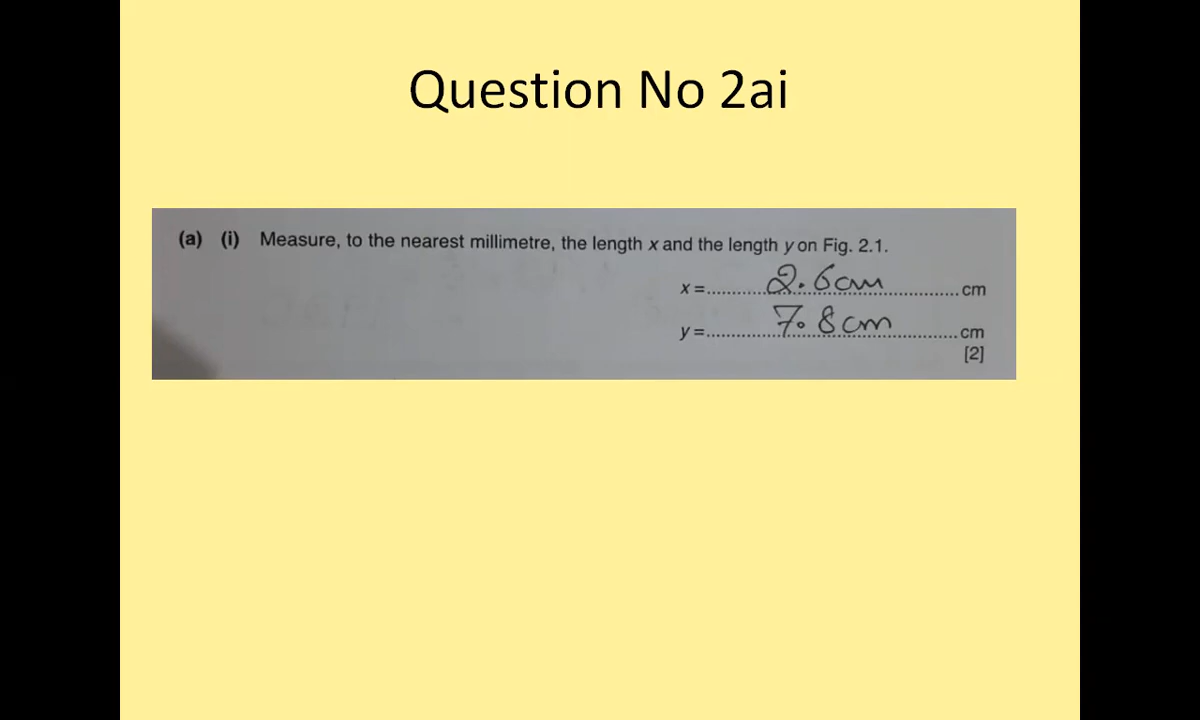 Question No 2ai
(a) (i) Measure, to the nearest millimetre, the length x and the length y on Fig. 2.1.
x = 2.6cm cm
y = 7.8cm cm
[2]